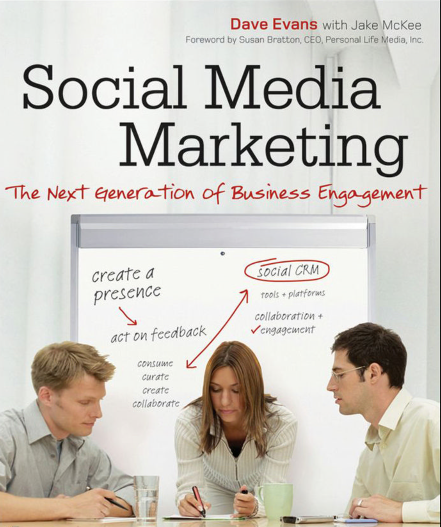 Dave Evans with Jake McKee
Foreword by Susan Bratton, CEO, Personal Life Media, Inc.
Social Media
Marketing
The Next Generation of Business Engagement
create a
presence
act on feedback
consume
curate
create
collaborate
social CRM
tools + platforms
collaboration +
✓engagement